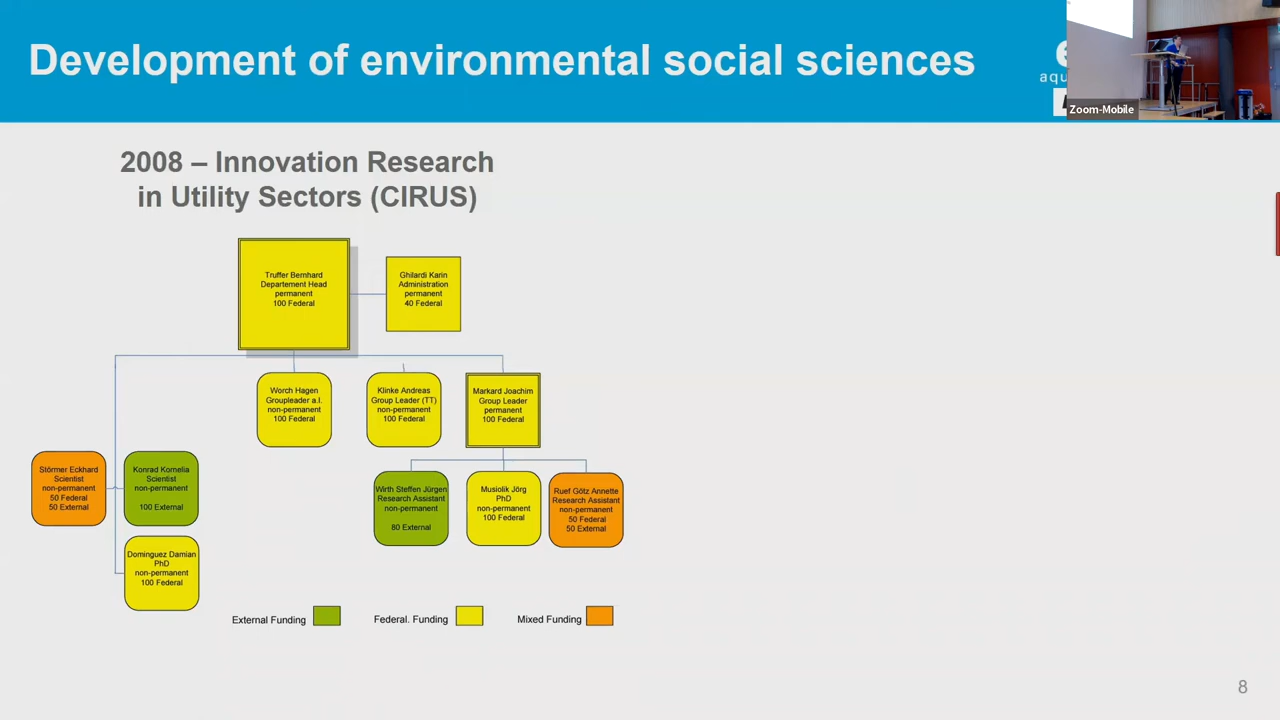 Development of environmental social sciences
aqu
Zoom-Mobile
2008 – Innovation Research
in Utility Sectors (CIRUS)
Truffer Bernhard
Departement Head
permanent
100 Federal
Ghilardi Karin
Administration
permanent
40 Federal
Worch Hagen
Groupleader a.I.
non-permanent
100 Federal
Klinke Andreas
Group Leader (TT)
non-permanent
100 Federal
Markard Joachim
Group Leader
permanent
100 Federal
Störmer Eckhard
Scientist
non-permanent
50 Federal
50 External
Konrad Kornelia
Scientist
non-permanent
100 External
Wirth Steffen Jürgen
Research Assistant
non-permanent
80 External
Musiolik Jörg
PhD
non-permanent
100 Federal
Ruef Götz Annette
Research Assistant
non-permanent
50 Federal
50 External
Dominguez Damian
PhD
non-permanent
100 Federal
External Funding
Federal. Funding
Mixed Funding
8